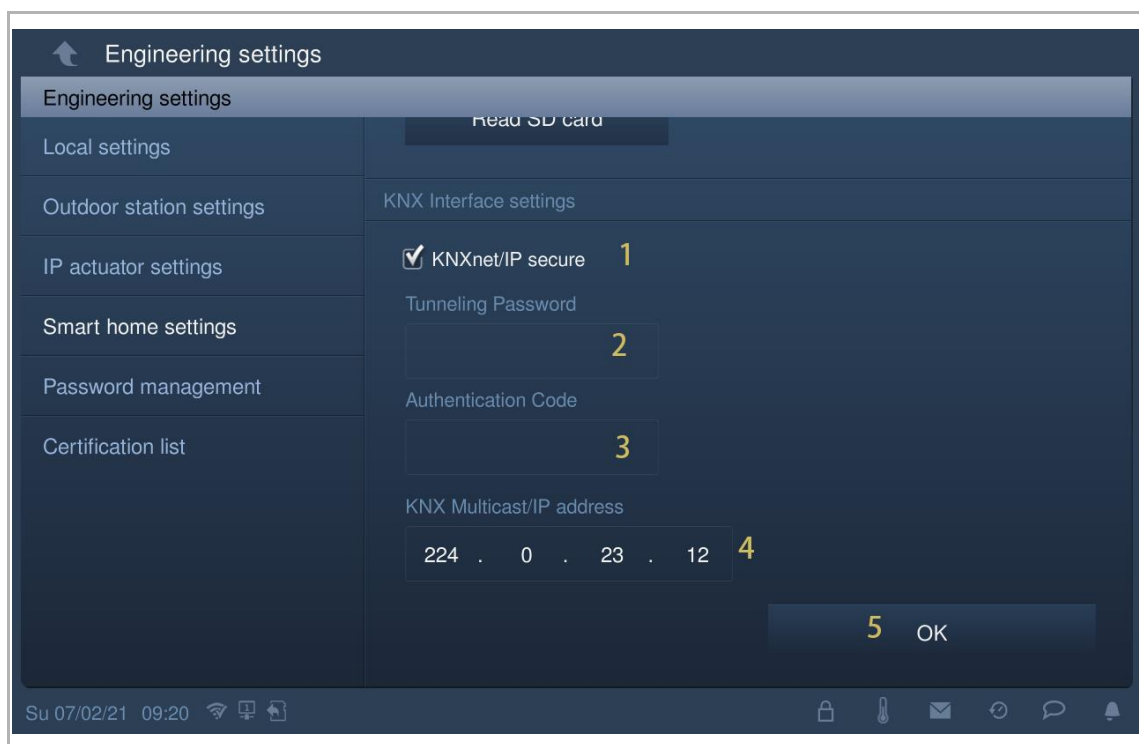 Engineering settings
Engineering settings
Local settings
Outdoor station settings
IP actuator settings
Smart home settings
Password management
Certification list
Read SD card
KNX Interface settings
KNXnet/IP secure 1
Tunneling Password
2
Authentication Code
3
KNX Multicast/IP address
224 . 0 . 23 . 12 4
5 OK
Su 07/02/21 09:20